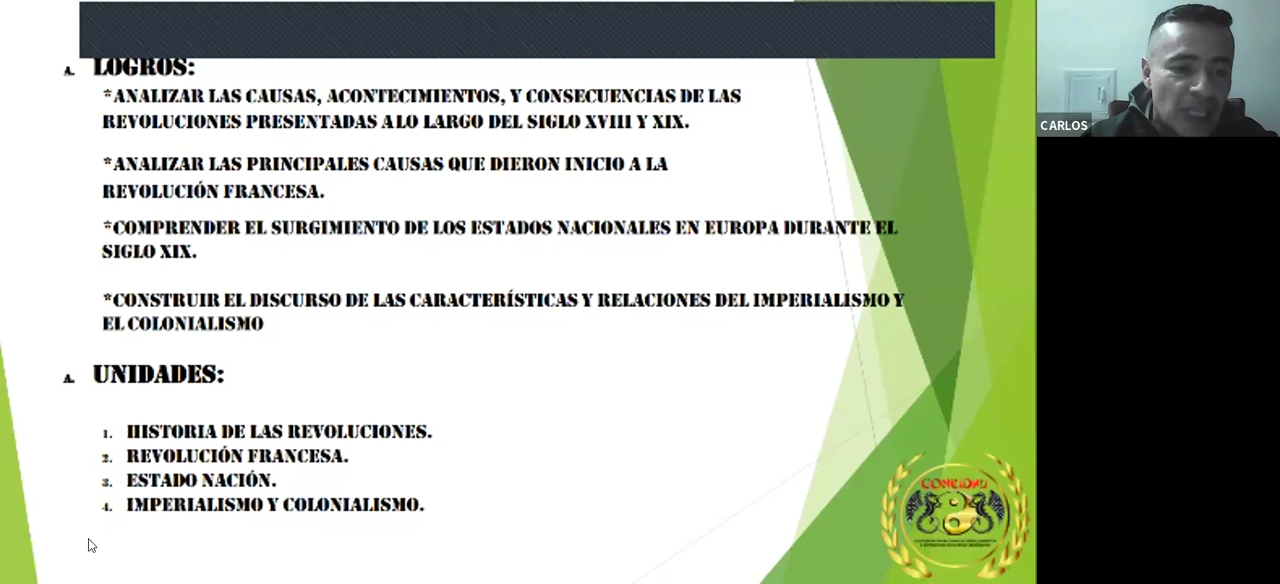 A. LOGROS:
*ANALIZAR LAS CAUSAS, ACONTECIMIENTOS, Y CONSECUENCIAS DE LAS
REVOLUCIONES PRESENTADAS A LO LARGO DEL SIGLO XVIII Y XIX.
*ANALIZAR LAS PRINCIPALES CAUSAS QUE DIERON INICIO A LA
REVOLUCIÓN FRANCESA.
*COMPRENDER EL SURGIMIENTO DE LOS ESTADOS NACIONALES EN EUROPA DURANTE EL
SIGLO XIX.
*CONSTRUIR EL DISCURSO DE LAS CARACTERÍSTICAS Y RELACIONES DEL IMPERIALISMO Y
EL COLONIALISMO
A. UNIDADES:
1. HISTORIA DE LAS REVOLUCIONES.
2. REVOLUCIÓN FRANCESA.
3. ESTADO NACIÓN.
4. IMPERIALISMO Y COLONIALISMO.
CARLOS